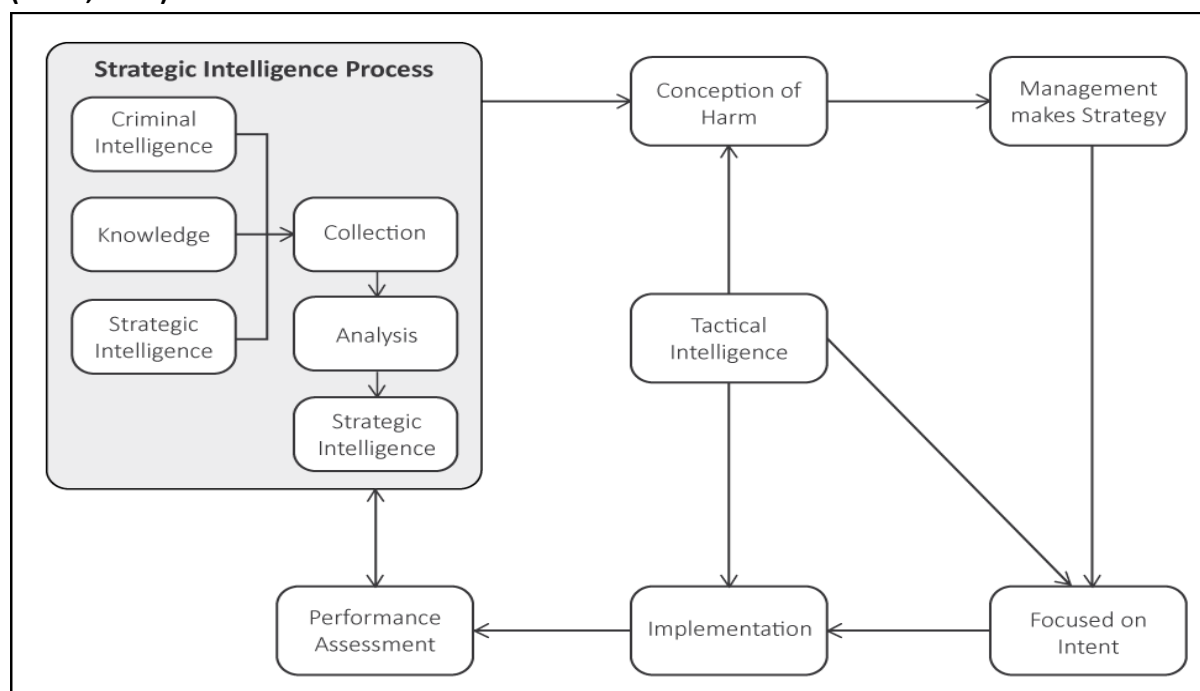 Strategic Intelligence Process
Criminal
Intelligence
Knowledge
Strategic
Intelligence
Collection
Analysis
Strategic
Intelligence
Conception of
Harm
Management
makes Strategy
Tactical
Intelligence
Performance
Assessment
Implementation
Focused on
Intent